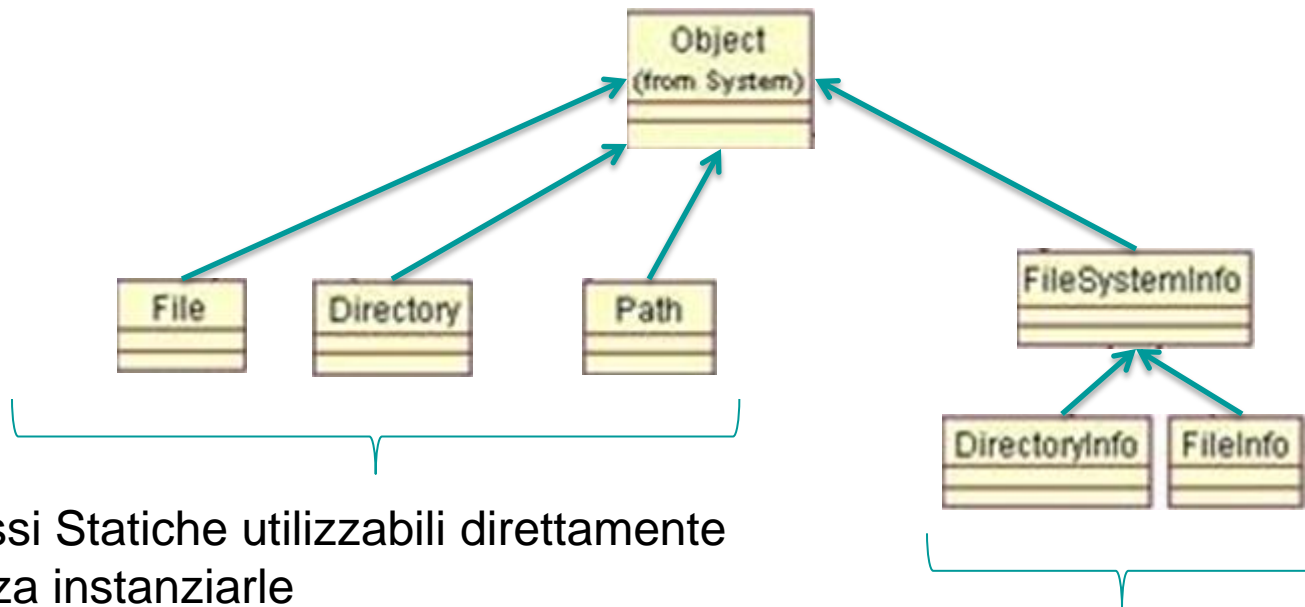 Object
(from System)
File
Directory
Path
FileSystemInfo
DirectoryInfo
FileInfo
ssi Statiche utilizzabili direttamente
za instanziarle